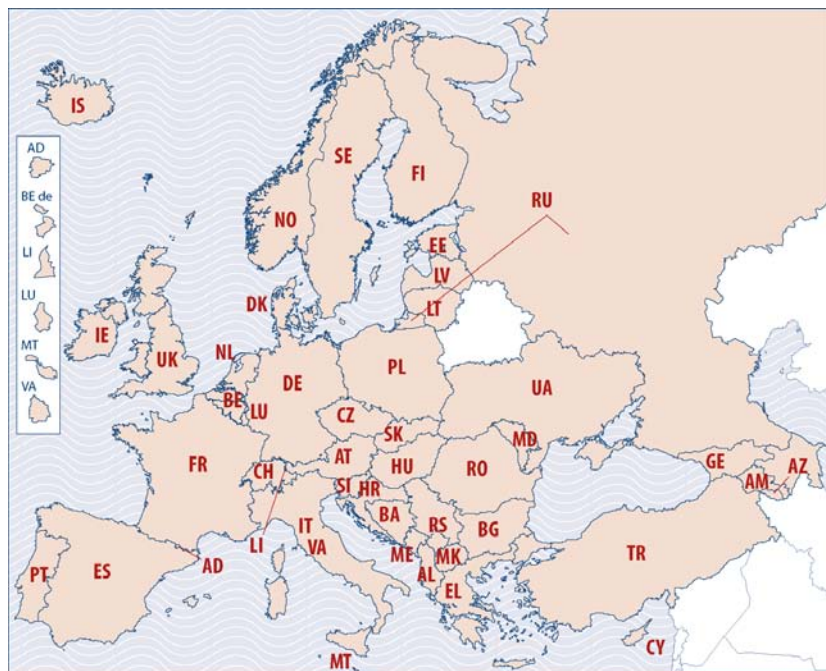 IS
AD
BE de
LI
LU
MT
VA
SE
FI
NO
RU
EE
LV
LT
DK
IE
UK
NL
BE
LU
DE
PL
CZ
SK
UA
MD
FR
CH
AT
HU
RO
SI
HR
BA
RS
BG
GE
AM
AZ
LI
IT
VA
ME
MK
AL
EL
TR
PT
ES
AD
MT
CY